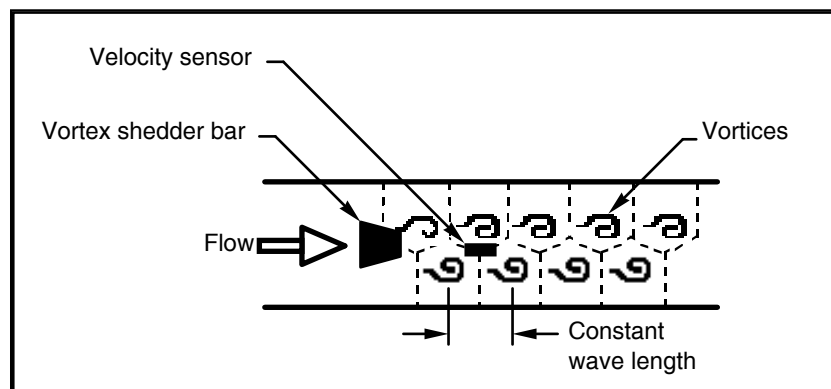 Velocity sensor
Vortex shedder bar
Vortices
Flow
Constant
wave length